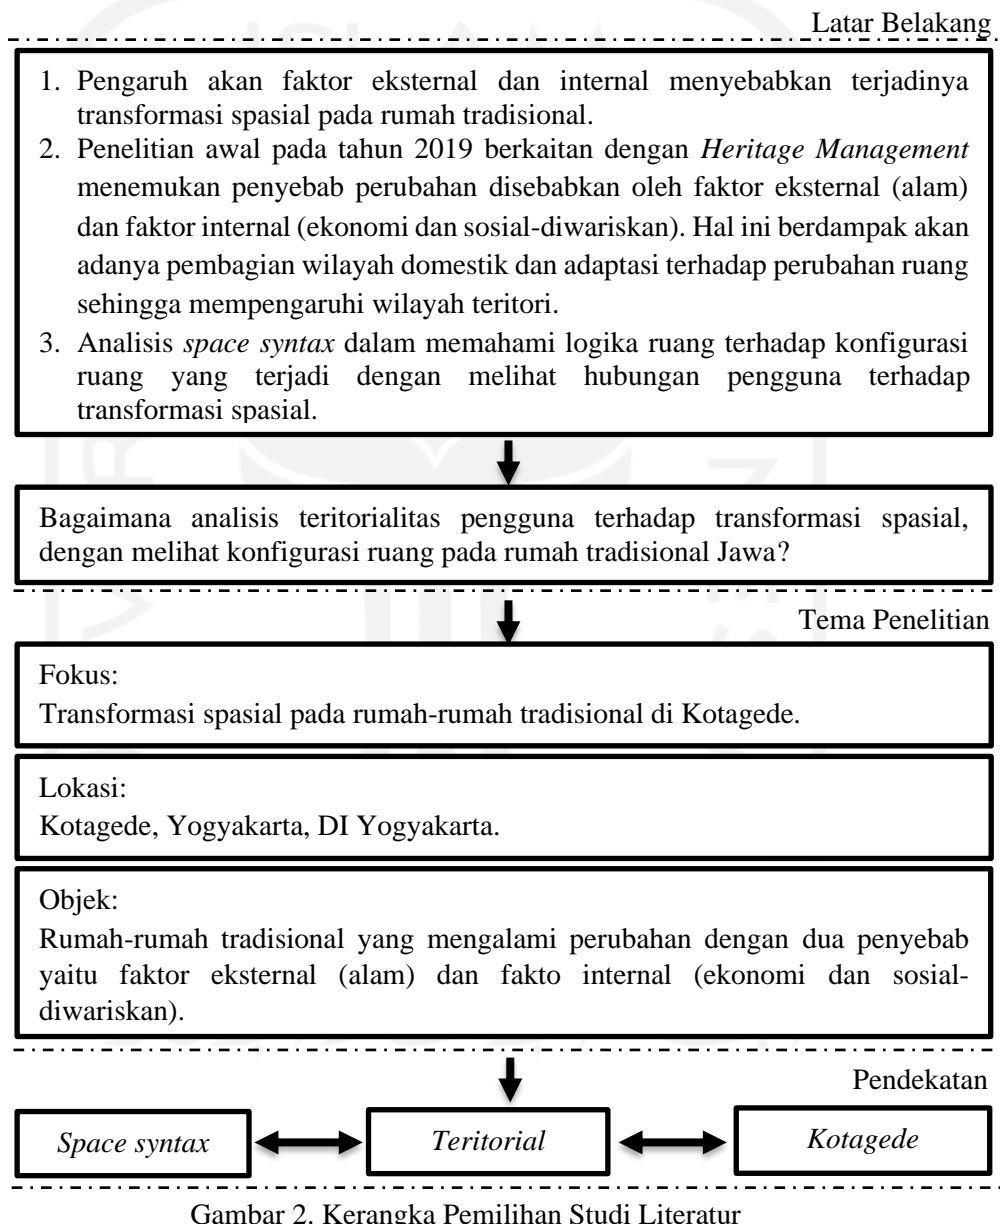 Latar Belakang
1. Pengaruh akan faktor eksternal dan internal menyebabkan terjadinya
transformasi spasial pada rumah tradisional.
2. Penelitian awal pada tahun 2019 berkaitan dengan Heritage Management
menemukan penyebab perubahan disebabkan oleh faktor eksternal (alam)
dan faktor internal (ekonomi dan sosial-diwariskan). Hal ini berdampak akan
adanya pembagian wilayah domestik dan adaptasi terhadap perubahan ruang
sehingga mempengaruhi wilayah teritori.
3. Analisis space syntax dalam memahami logika ruang terhadap konfigurasi
ruang yang terjadi dengan melihat hubungan pengguna terhadap
transformasi spasial.
Bagaimana analisis teritorialitas pengguna terhadap transformasi spasial,
dengan melihat konfigurasi ruang pada rumah tradisional Jawa?
Tema Penelitian
Fokus:
Transformasi spasial pada rumah-rumah tradisional di Kotagede.
Lokasi:
Kotagede, Yogyakarta, DI Yogyakarta.
Objek:
Rumah-rumah tradisional yang mengalami perubahan dengan dua penyebab
yaitu faktor eksternal (alam) dan fakto internal (ekonomi dan sosial-
diwariskan).
Pendekatan
Space syntax
Teritorial
Kotagede
Gambar 2. Kerangka Pemilihan Studi Literatur